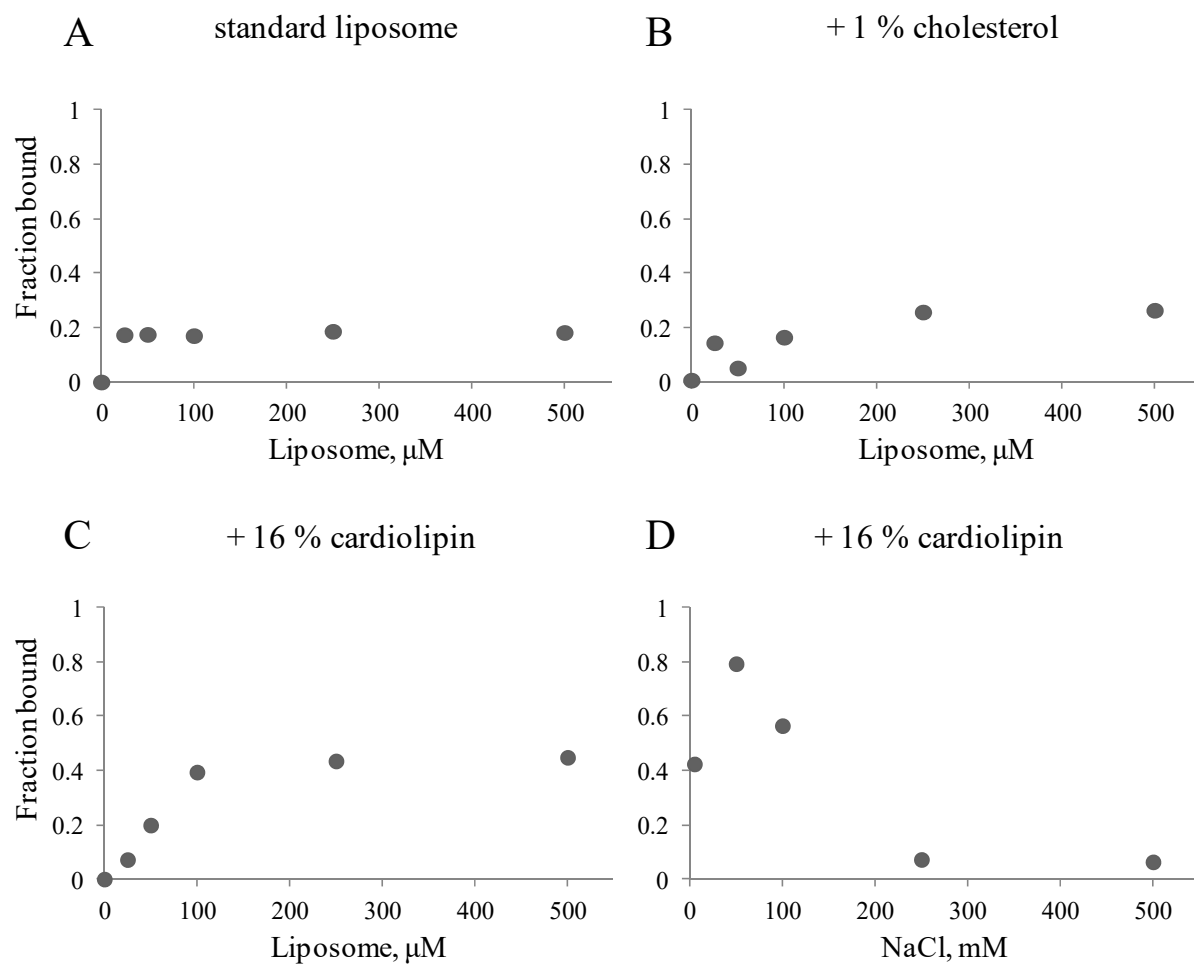 A standard liposome
B + 1 % cholesterol
Fraction bound
1
0.8
0.6
0.4
0.2
0
0 100 200 300 400 500
Liposome, μM
1
0.8
0.6
0.4
0.2
0
0 100 200 300 400 500
Liposome, μM
C + 16 % cardiolipin
D + 16 % cardiolipin
Fraction bound
1
0.8
0.6
0.4
0.2
0
0 100 200 300 400 500
Liposome, μM
1
0.8
0.6
0.4
0.2
0
0 100 200 300 400 500
NaCl, mM